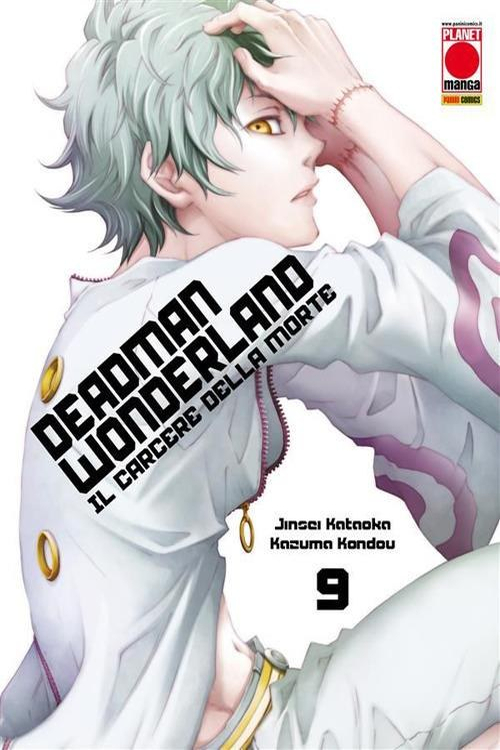 www.paninicomics.it
PLANET
manga
PANINI COMICS
DEADMAN
WONDERLAND
IL CARCERE DELLA MORTE
Jinsei Kataoka
Kazuma Kondou
9